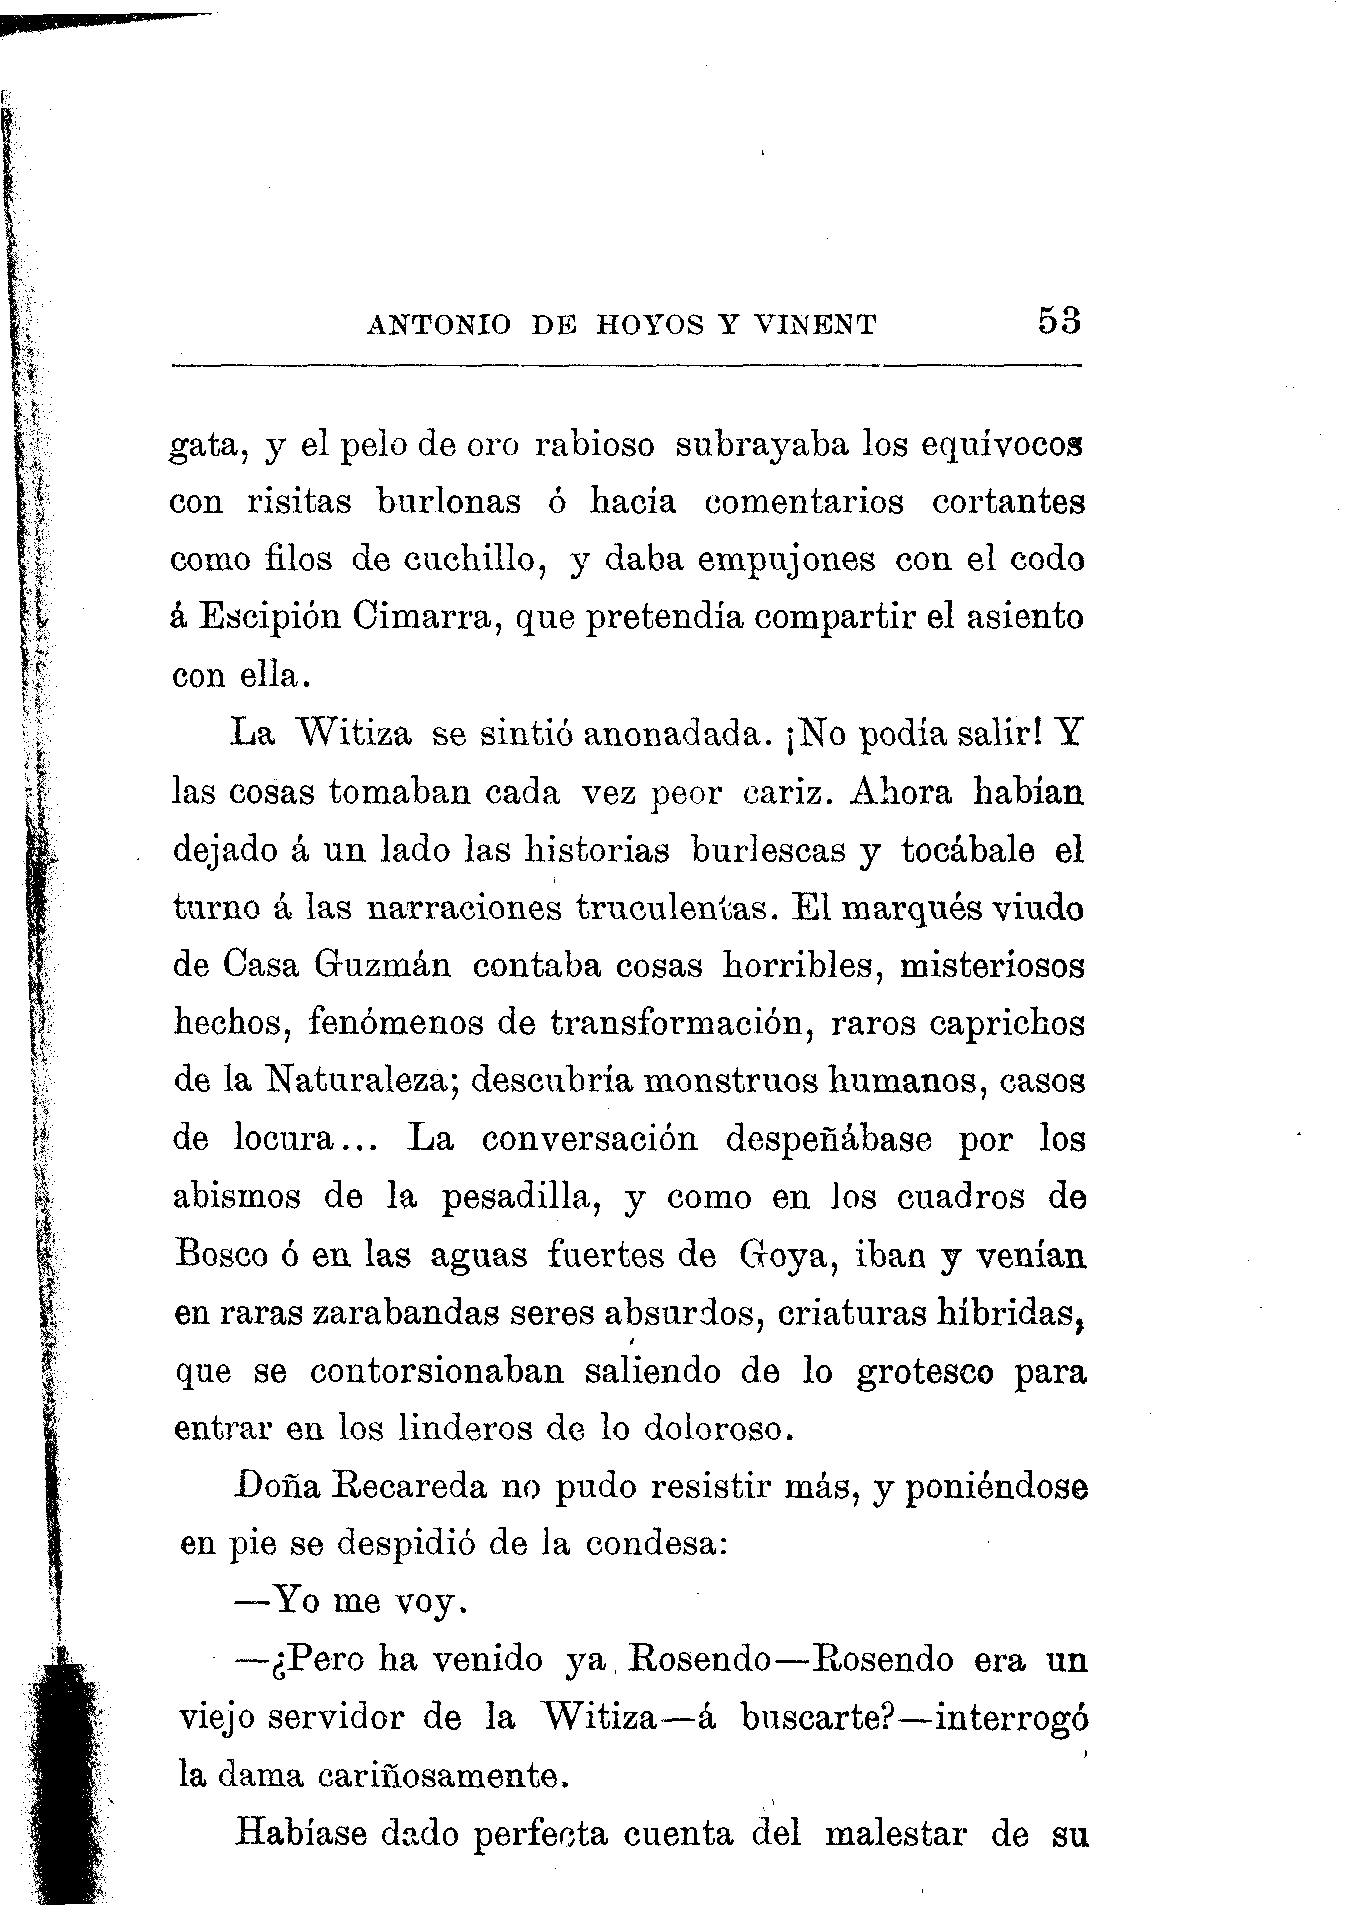 ANTONIO DE HOYOS Y VINENT 53
gata, y el pelo de oro rabioso subrayaba los equívocos
con risitas burlonas ó hacía comentarios cortantes
como filos de cuchillo, y daba empujones con el codo
á Escipión Cimarra, que pretendía compartir el asiento
con ella.
La Witiza se sintió anonadada. ¡No podía salir! Y
las cosas tomaban cada vez peor cariz. Ahora habían
dejado á un lado las historias burlescas y tocábale el
turno á las narraciones truculentas. El marqués viudo
de Casa Guzmán contaba cosas horribles, misteriosos
hechos, fenómenos de transformación, raros caprichos
de la Naturaleza; descubría monstruos humanos, casos
de locura... La conversación despeñábase por los
abismos de la pesadilla, y como en los cuadros de
Bosco ó en las aguas fuertes de Goya, iban y venían
en raras zarabandas seres absurdos, criaturas híbridas,
que se contorsionaban saliendo de lo grotesco para
entrar en los linderos de lo doloroso.
Doña Recareda no pudo resistir más, y poniéndose
en pie se despidió de la condesa:
—Yo me voy.
—¿Pero ha venido ya Rosendo—Rosendo era un
viejo servidor de la Witiza—á buscarte?—interrogó
la dama cariñosamente.
Habíase dado perfecta cuenta del malestar de su